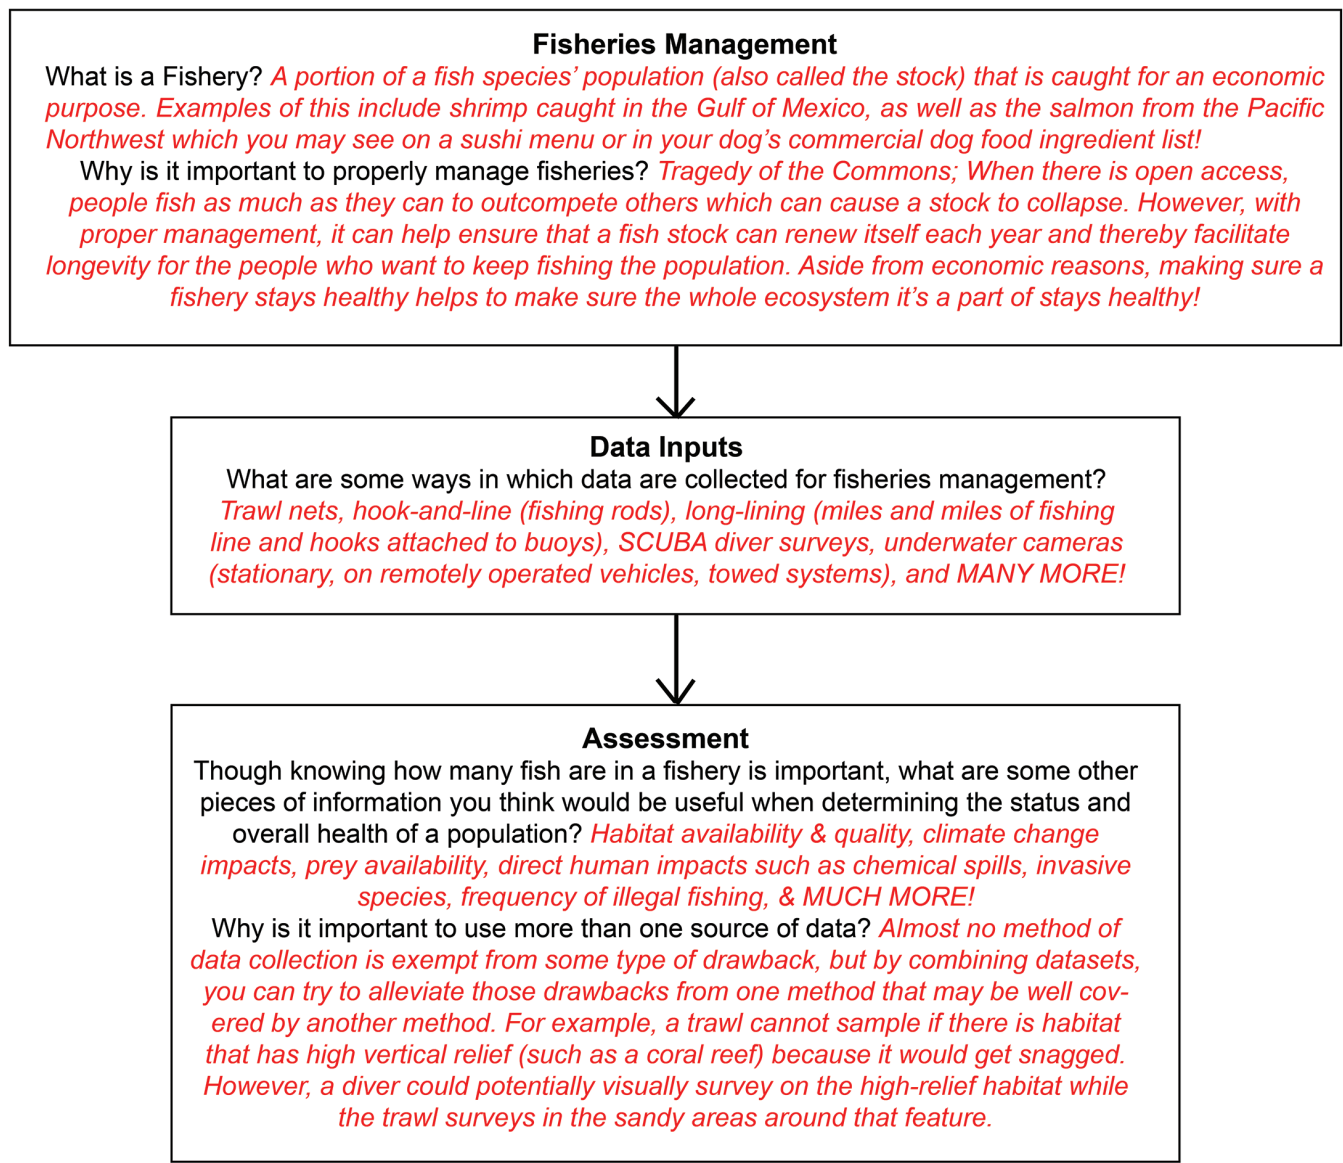 Fisheries Management
What is a Fishery? A portion of a fish species’ population (also called the stock) that is caught for an economic
purpose. Examples of this include shrimp caught in the Gulf of Mexico, as well as the salmon from the Pacific
Northwest which you may see on a sushi menu or in your dog’s commercial dog food ingredient list!
Why is it important to properly manage fisheries? Tragedy of the Commons; When there is open access,
people fish as much as they can to outcompete others which can cause a stock to collapse. However, with
proper management, it can help ensure that a fish stock can renew itself each year and thereby facilitate
longevity for the people who want to keep fishing the population. Aside from economic reasons, making sure a
fishery stays healthy helps to make sure the whole ecosystem it’s a part of stays healthy!
Data Inputs
What are some ways in which data are collected for fisheries management?
Trawl nets, hook-and-line (fishing rods), long-lining (miles and miles of fishing
line and hooks attached to buoys), SCUBA diver surveys, underwater cameras
(stationary, on remotely operated vehicles, towed systems), and MANY MORE!
Assessment
Though knowing how many fish are in a fishery is important, what are some other
pieces of information you think would be useful when determining the status and
overall health of a population? Habitat availability & quality, climate change
impacts, prey availability, direct human impacts such as chemical spills, invasive
species, frequency of illegal fishing, & MUCH MORE!
Why is it important to use more than one source of data? Almost no method of
data collection is exempt from some type of drawback, but by combining datasets,
you can try to alleviate those drawbacks from one method that may be well cov-
ered by another method. For example, a trawl cannot sample if there is habitat
that has high vertical relief (such as a coral reef) because it would get snagged.
However, a diver could potentially visually survey on the high-relief habitat while
the trawl surveys in the sandy areas around that feature.